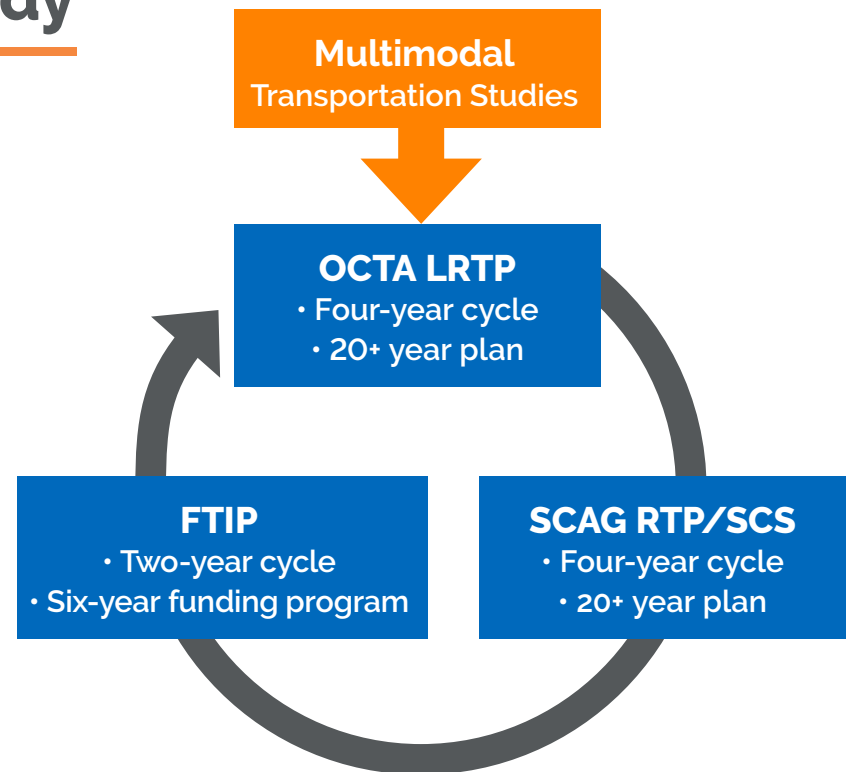 Multimodal
Transportation Studies
OCTA LRTP
• Four-year cycle
• 20+ year plan
FTIP
• Two-year cycle
• Six-year funding program
SCAG RTP/SCS
• Four-year cycle
• 20+ year plan